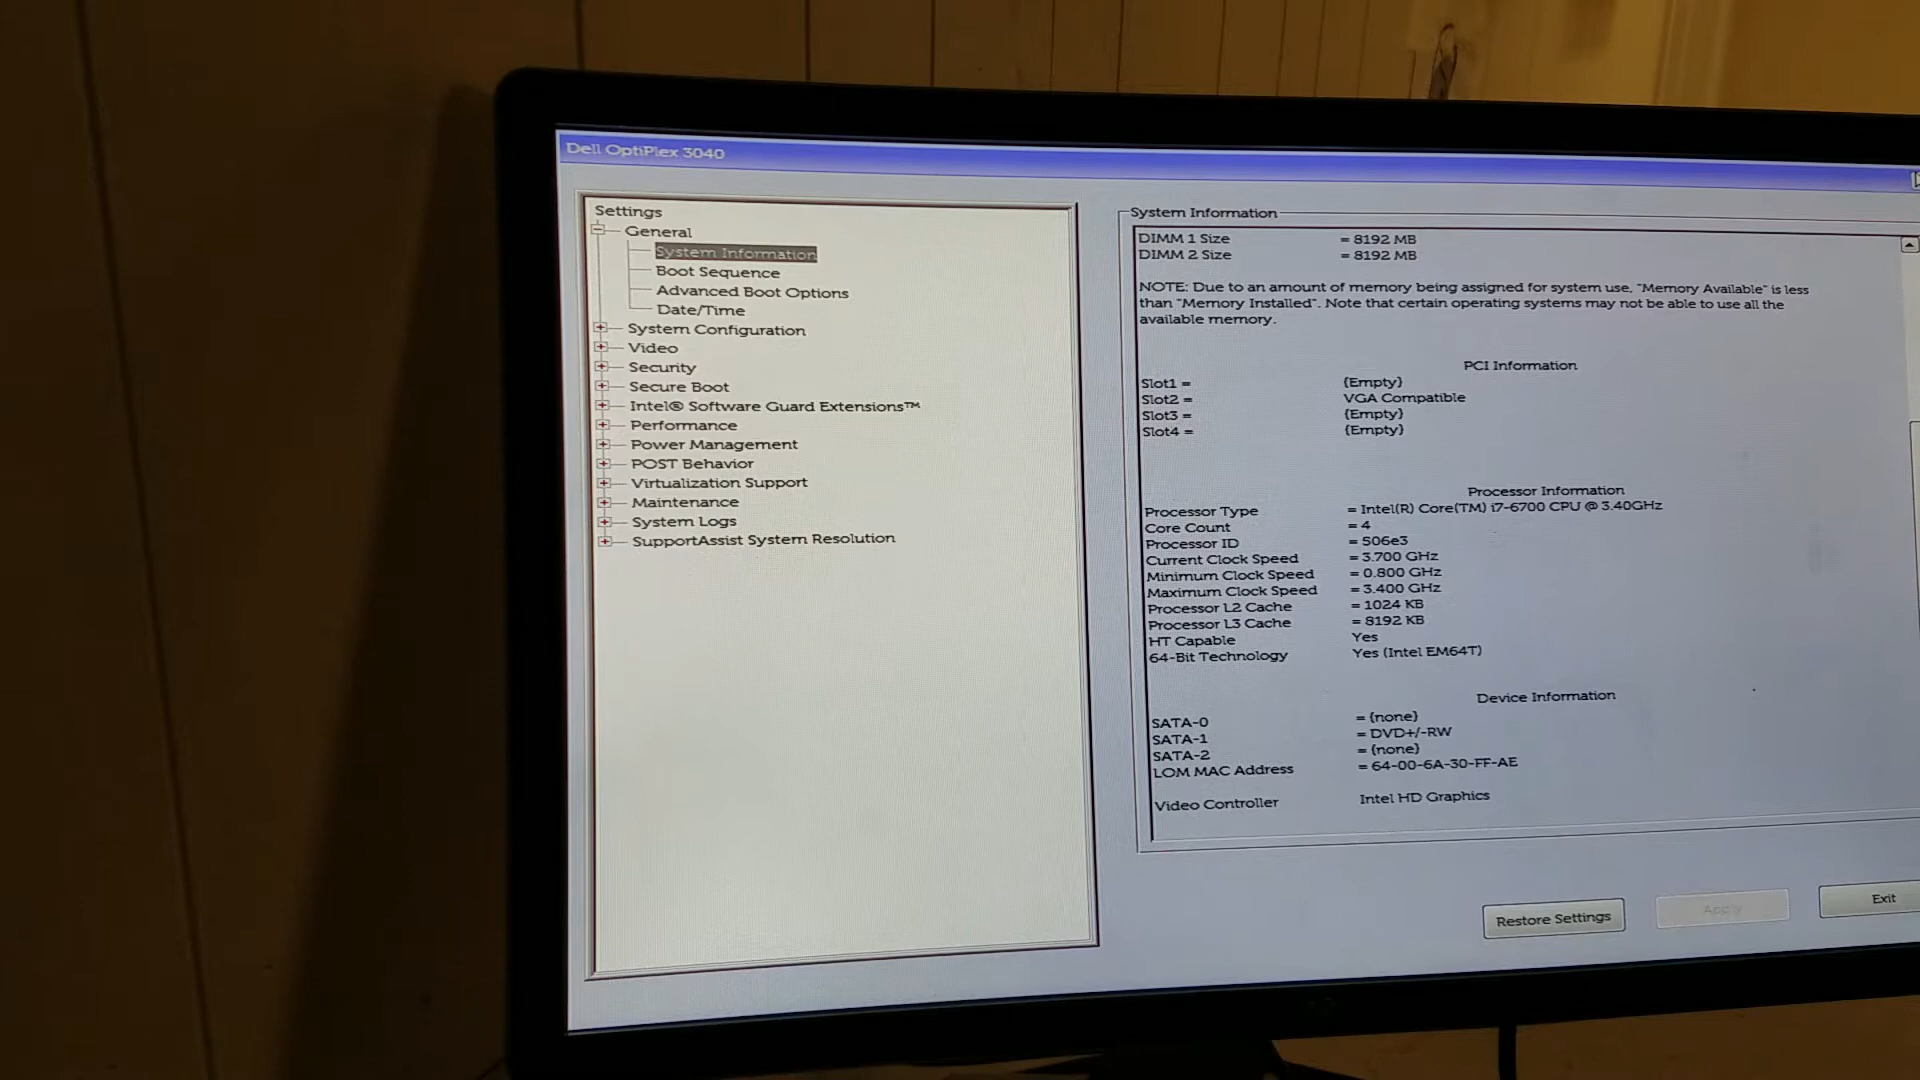 Dell OptiPlex 3040
Settings
General
System Information
Boot Sequence
Advanced Boot Options
Date/Time
System Configuration
Video
Security
Secure Boot
Intel® Software Guard Extensions™
Performance
Power Management
POST Behavior
Virtualization Support
Maintenance
System Logs
SupportAssist System Resolution
System Information
DIMM 1 Size = 8192 MB
DIMM 2 Size = 8192 MB
NOTE: Due to an amount of memory being assigned for system use, "Memory Available" is less
than "Memory Installed". Note that certain operating systems may not be able to use all the
available memory.
PCI Information
Slot1 = {Empty}
Slot2 = VGA Compatible
Slot3 = {Empty}
Slot4 = {Empty}
Processor Information
Processor Type = Intel(R) Core(TM) i7-6700 CPU @ 3.40GHz
Core Count = 4
Processor ID = 506e3
Current Clock Speed = 3.700 GHz
Minimum Clock Speed = 0.800 GHz
Maximum Clock Speed = 3.400 GHz
Processor L2 Cache = 1024 KB
Processor L3 Cache = 8192 KB
HT Capable Yes
64-Bit Technology Yes (Intel EM64T)
Device Information
SATA-0 = {none}
SATA-1 = DVD+/-RW
SATA-2 = {none}
LOM MAC Address = 64-00-6A-30-FF-AE
Video Controller Intel HD Graphics
Restore Settings
Apply
Exit